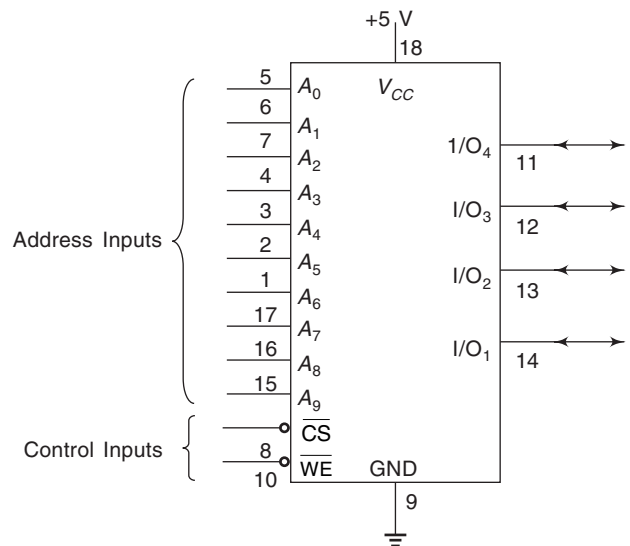 +5 V
18
V_CC
5 A0
6 A1
7 A2
4 A3
3 A4
2 A5
1 A6
17 A7
16 A8
15 A9
Address Inputs
Control Inputs
CS
8
WE
10
GND
9
1/O4
11
I/O3
12
I/O2
13
I/O1
14